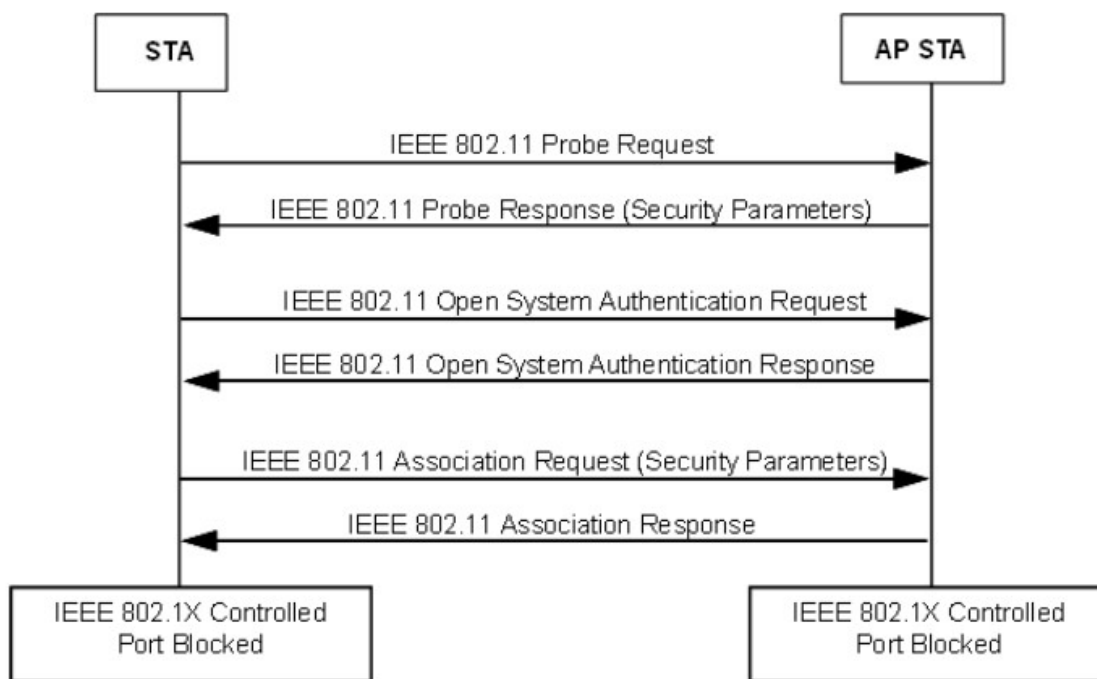 STA
AP STA
IEEE 802.11 Probe Request
IEEE 802.11 Probe Response (Security Parameters)
IEEE 802.11 Open System Authentication Request
IEEE 802.11 Open System Authentication Response
IEEE 802.11 Association Request (Security Parameters)
IEEE 802.11 Association Response
IEEE 802.1X Controlled
Port Blocked
IEEE 802.1X Controlled
Port Blocked